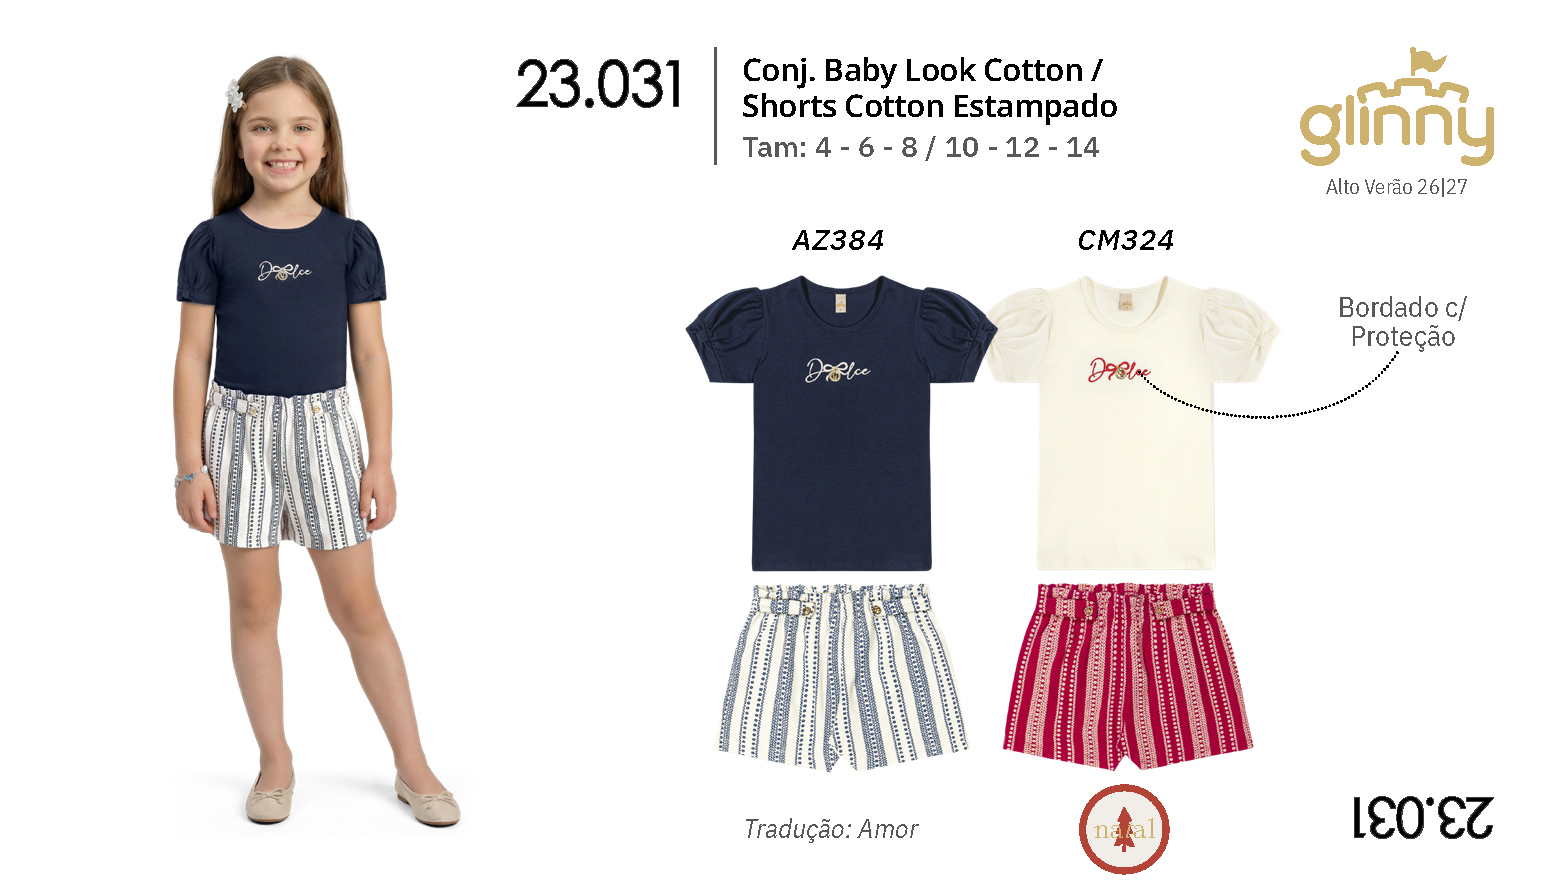 23.031
Conj. Baby Look Cotton /
Shorts Cotton Estampado
Tam: 4 - 6 - 8 / 10 - 12 - 14
glinny
Alto Verão 26|27
AZ384
CM324
Bordado c/
Proteção
Dolce
Dolce
Dolce
Tradução: Amor
natal
23.031